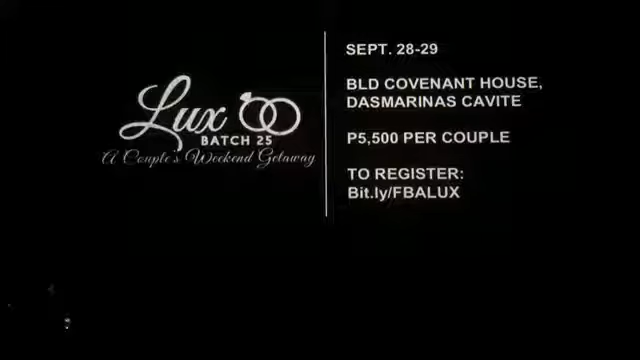 Lux
BATCH 25
A Couple's Weekend Getaway
SEPT. 28-29
BLD COVENANT HOUSE,
DASMARINAS CAVITE
P5,500 PER COUPLE
TO REGISTER:
Bit.ly/FBALUX